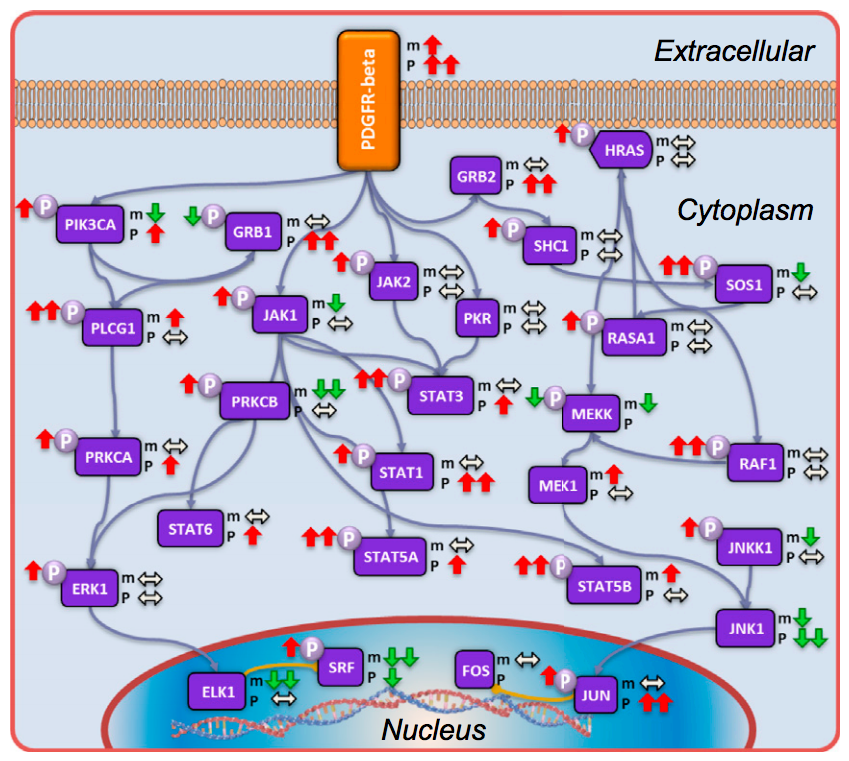 Extracellular
m
P
PDGFR-beta
P
HRAS
m
P
GRB2
m
P
Cytoplasm
P
PIK3CA
m
P
P
GRB1
m
P
P
SHC1
m
P
P
JAK2
m
P
P
SOS1
m
P
P
PLCG1
m
P
P
JAK1
m
P
PKR
m
P
P
RASA1
m
P
P
PRKCB
m
P
P
STAT3
m
P
P
MEKK
m
P
PRKCA
m
P
P
STAT1
m
P
P
RAF1
m
P
MEK1
m
P
STAT6
m
P
P
STAT5A
m
P
P
JNKK1
m
P
P
ERK1
m
P
P
STAT5B
m
P
JNK1
m
P
P
SRF
m
P
FOS
m
P
ELK1
m
P
P
JUN
m
P
Nucleus